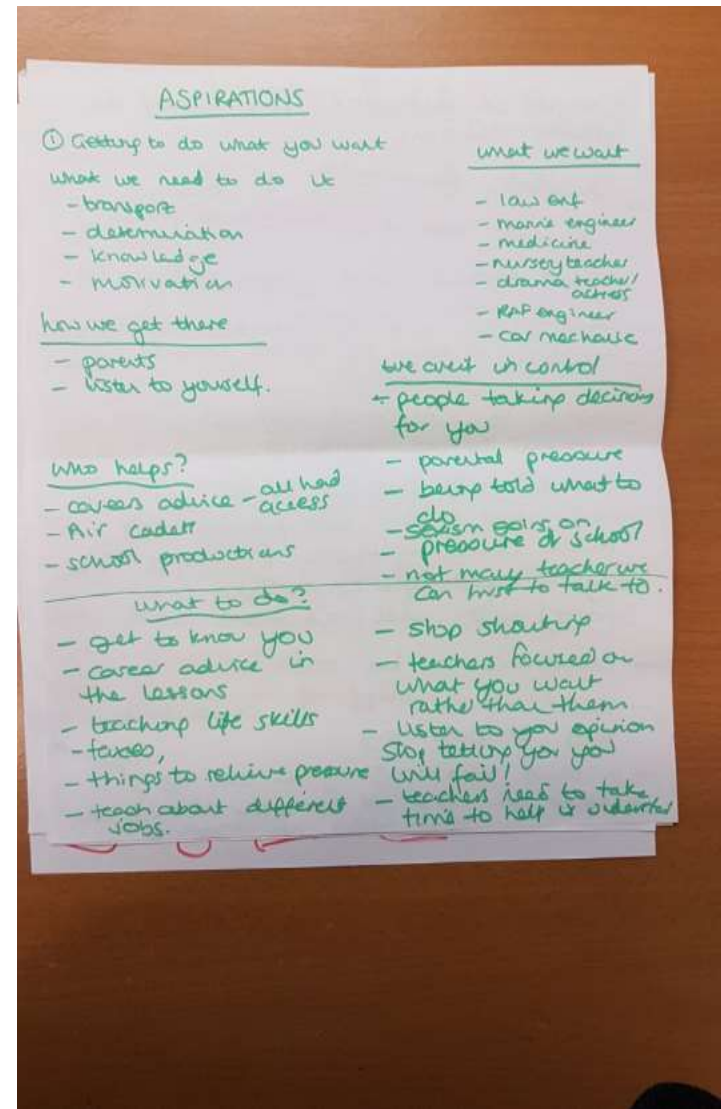 ASPIRATIONS
① Getting to do what you want
what we need to do it
- transport
- determination
- knowledge
- motivation
how we get there
- parents
- listen to yourself.
who helps?
- careers advice - all had
access
- Air cadets
- school productions
what we want
- law enf
- marine engineer
- medicine
- nursery teacher
- drama teacher/
actress
- RAF engineer
- car mechanic
we arent in control
- people taking decisions
for you
- parental pressure
- being told what to
do
- sexism going on
- pressure of school
- not many teacher we
can trust to talk to.
what to do?
- get to know you
- career advice in
the lessons
- teaching life skills
- things to relieve pressure
- teach about different
jobs.
- stop shouting
- teachers focused on
what you want
rather than them
- listen to you opinion
stop telling you you
will fail!
- teachers need to take
time to help us